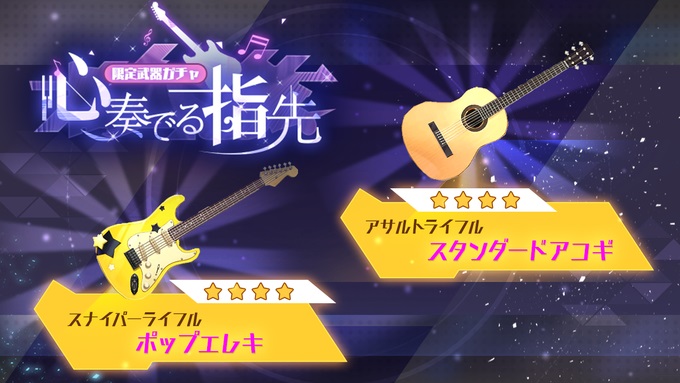 限定武器ガチャ
心奏でる指先
★★★★
アサルトライフル
スタンダードアコギ
★★★★
スナイパーライフル
ポップエレキ